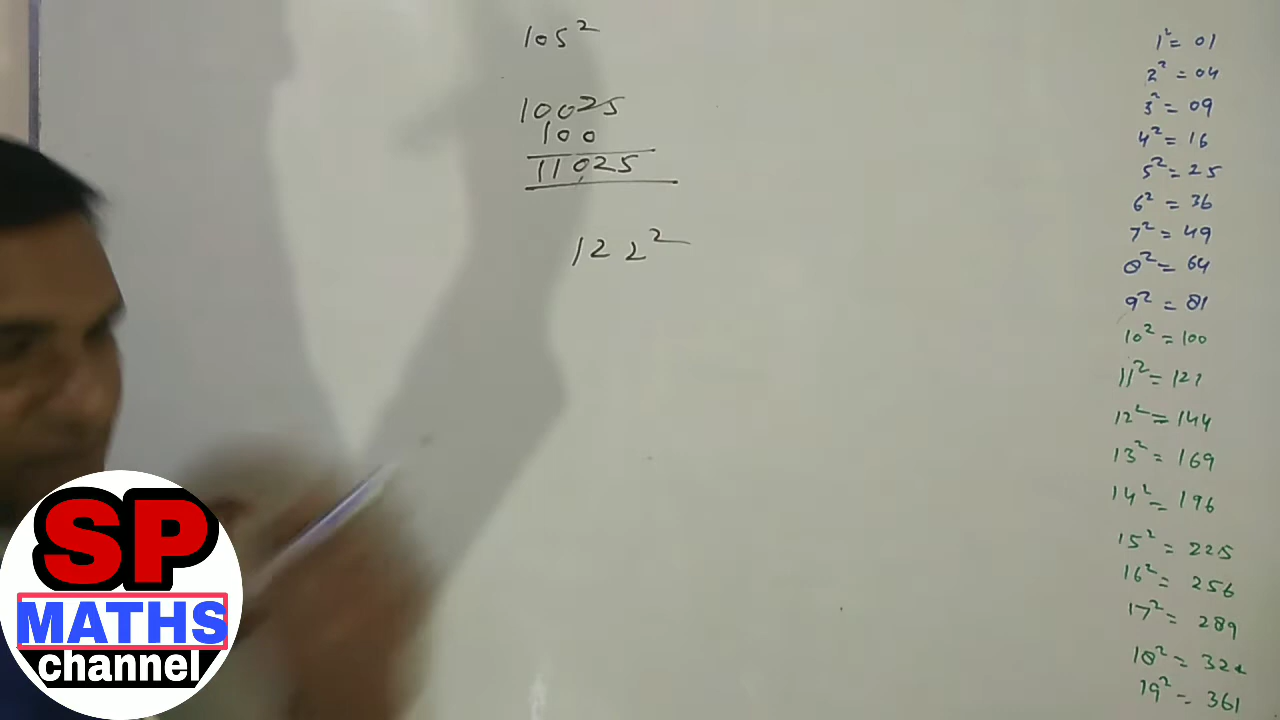 105²
10025
100
11025
122²
1² = 01
2² = 04
3² = 09
4² = 16
5² = 25
6² = 36
7² = 49
8² = 64
9² = 81
10² = 100
11² = 121
12² = 144
13² = 169
14² = 196
15² = 225
16² = 256
17² = 289
18² = 324
19² = 361
SP
MATHS
channel